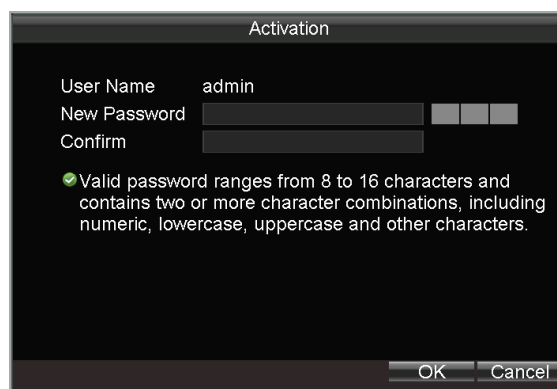 Activation
User Name admin
New Password
Confirm
Valid password ranges from 8 to 16 characters and
contains two or more character combinations, including
numeric, lowercase, uppercase and other characters.
OK Cancel